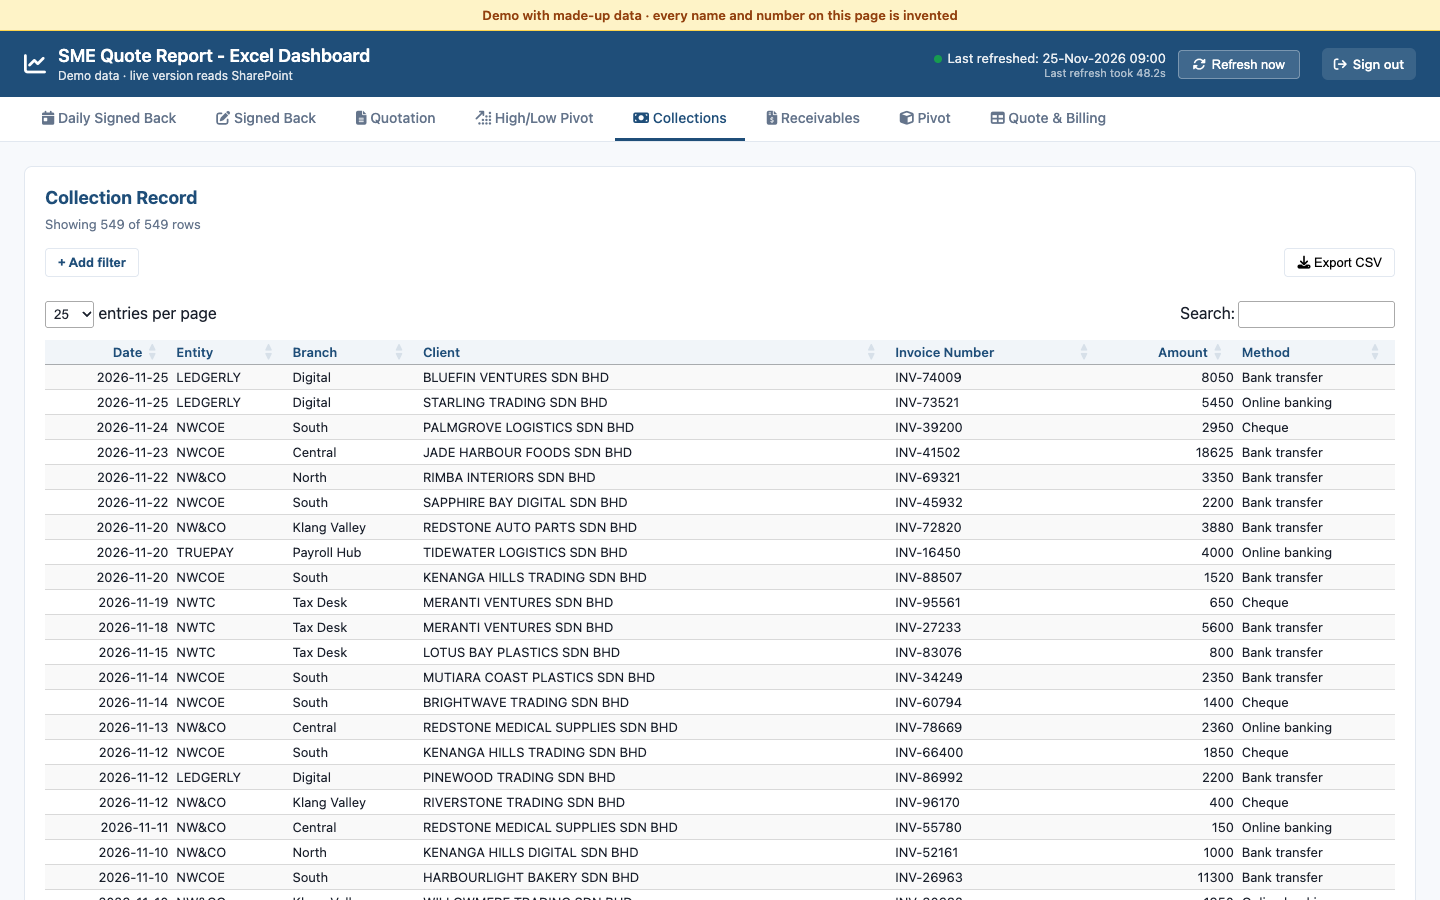 Demo with made-up data · every name and number on this page is invented
SME Quote Report - Excel Dashboard
Demo data · live version reads SharePoint
Last refreshed: 25-Nov-2026 09:00
Last refresh took 48.2s
Refresh now
Sign out
Daily Signed Back Signed Back Quotation High/Low Pivot Collections Receivables Pivot Quote & Billing
Collection Record
Showing 549 of 549 rows
+ Add filter Export CSV
25 entries per page Search:
Date Entity Branch Client Invoice Number Amount Method
2026-11-25 LEDGERLY Digital BLUEFIN VENTURES SDN BHD INV-74009 8050 Bank transfer
2026-11-25 LEDGERLY Digital STARLING TRADING SDN BHD INV-73521 5450 Online banking
2026-11-24 NWCOE South PALMGROVE LOGISTICS SDN BHD INV-39200 2950 Cheque
2026-11-23 NWCOE Central JADE HARBOUR FOODS SDN BHD INV-41502 18625 Bank transfer
2026-11-22 NW&CO North RIMBA INTERIORS SDN BHD INV-69321 3350 Bank transfer
2026-11-22 NWCOE South SAPPHIRE BAY DIGITAL SDN BHD INV-45932 2200 Bank transfer
2026-11-20 NW&CO Klang Valley REDSTONE AUTO PARTS SDN BHD INV-72820 3880 Bank transfer
2026-11-20 TRUEPAY Payroll Hub TIDEWATER LOGISTICS SDN BHD INV-16450 4000 Online banking
2026-11-20 NWCOE South KENANGA HILLS TRADING SDN BHD INV-88507 1520 Bank transfer
2026-11-19 NWTC Tax Desk MERANTI VENTURES SDN BHD INV-95561 650 Cheque
2026-11-18 NWTC Tax Desk MERANTI VENTURES SDN BHD INV-27233 5600 Bank transfer
2026-11-15 NWTC Tax Desk LOTUS BAY PLASTICS SDN BHD INV-83076 800 Bank transfer
2026-11-14 NWCOE South MUTIARA COAST PLASTICS SDN BHD INV-34249 2350 Bank transfer
2026-11-14 NWCOE South BRIGHTWAVE TRADING SDN BHD INV-60794 1400 Cheque
2026-11-13 NW&CO Central REDSTONE MEDICAL SUPPLIES SDN BHD INV-78669 2360 Online banking
2026-11-12 NWCOE South KENANGA HILLS TRADING SDN BHD INV-66400 1850 Cheque
2026-11-12 LEDGERLY Digital PINEWOOD TRADING SDN BHD INV-86992 2200 Bank transfer
2026-11-12 NW&CO Klang Valley RIVERSTONE TRADING SDN BHD INV-96170 400 Cheque
2026-11-11 NW&CO Central REDSTONE MEDICAL SUPPLIES SDN BHD INV-55780 150 Online banking
2026-11-10 NW&CO North KENANGA HILLS DIGITAL SDN BHD INV-52161 1000 Bank transfer
2026-11-10 NWCOE South HARBOURLIGHT BAKERY SDN BHD INV-26963 11300 Bank transfer